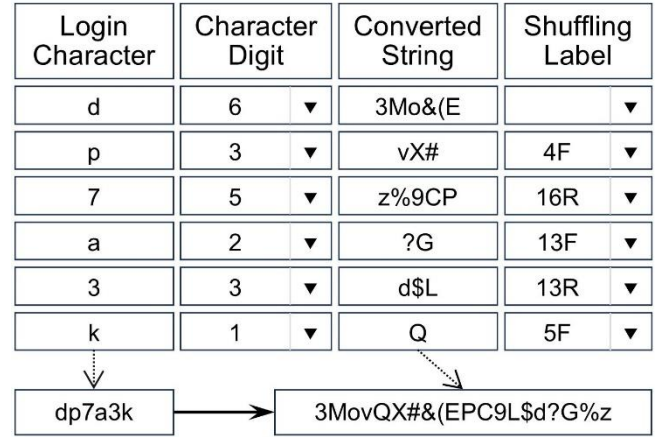 Login Character Character Digit Converted String Shuffling Label
d 6 ▼ 3Mo&(E ▼
p 3 ▼ vX# 4F ▼
7 5 ▼ z%9CP 16R ▼
a 2 ▼ ?G 13F ▼
3 3 ▼ d$L 13R ▼
k 1 ▼ Q 5F ▼
dp7a3k 3MovQX#&(EPC9L$d?G%z